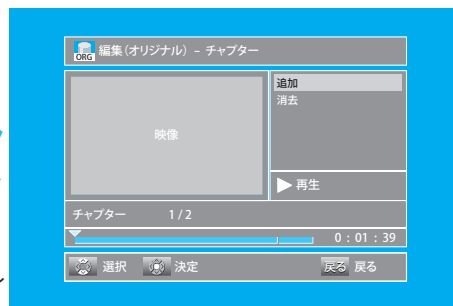 ORG 編集（オリジナル） – チャプター
映像
追加
消去
再生
チャプター 1 / 2
0：01：39
選択 決定 戻る 戻る